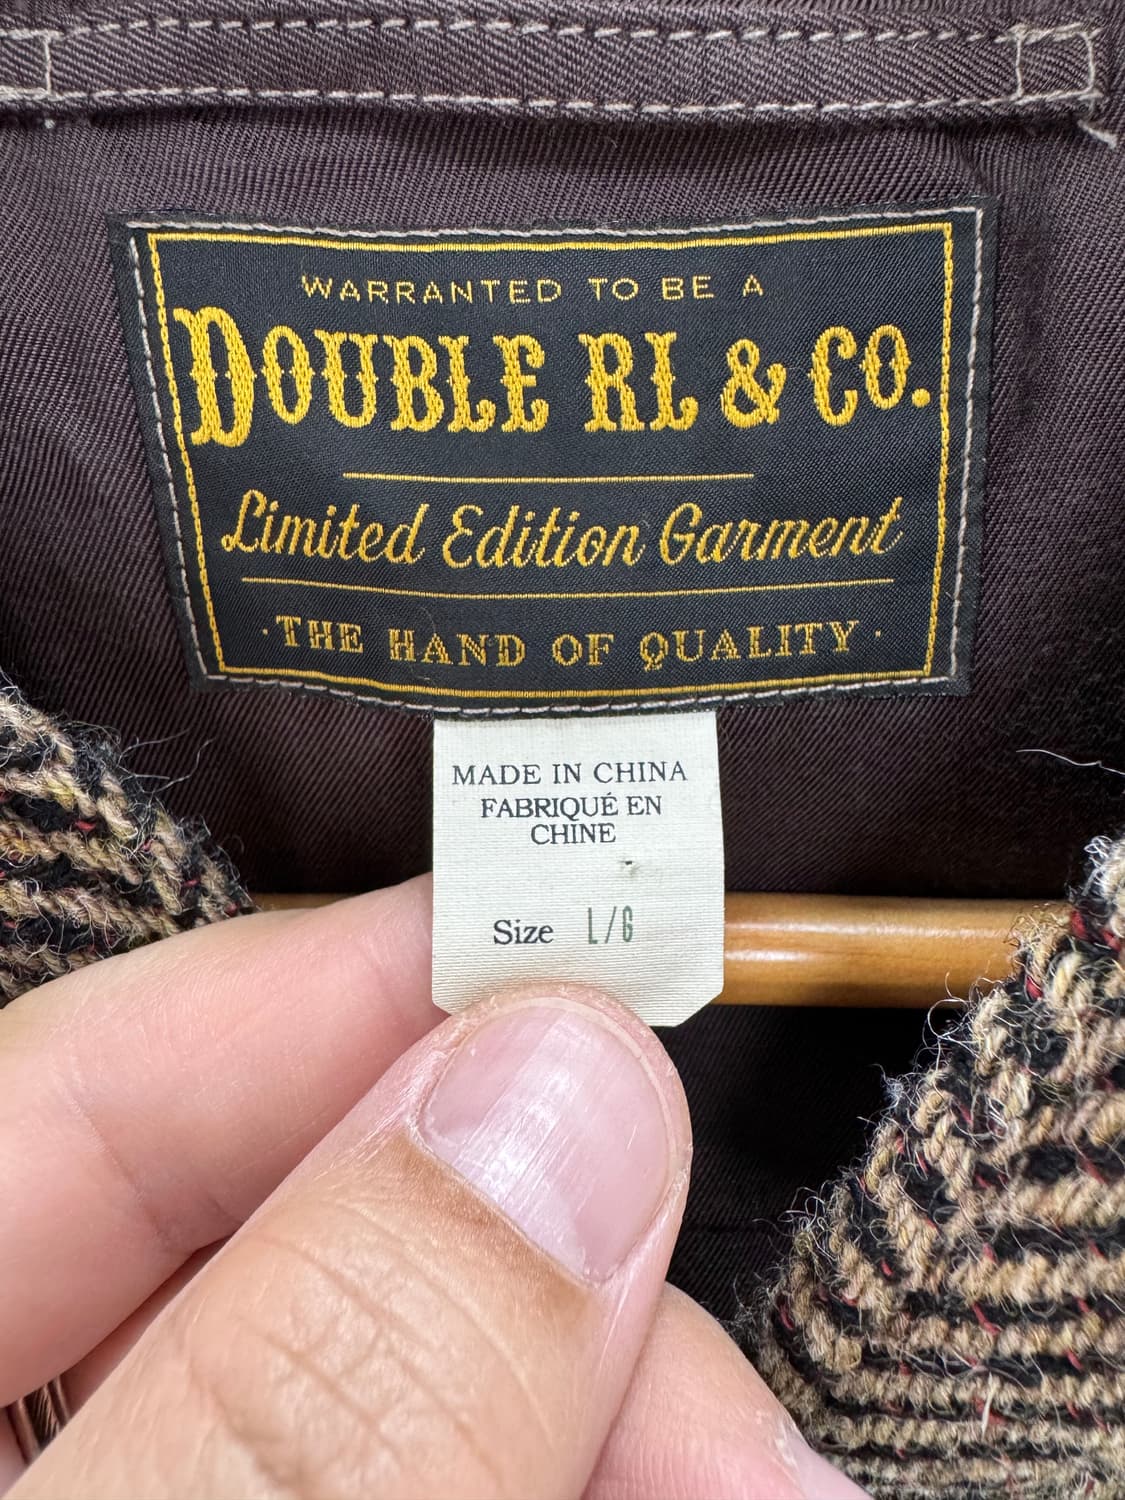 WARRANTED TO BE A
DOUBLE RL & CO.
Limited Edition Garment
·THE HAND OF QUALITY·
MADE IN CHINA
FABRIQUÉ EN
CHINE
Size L/G